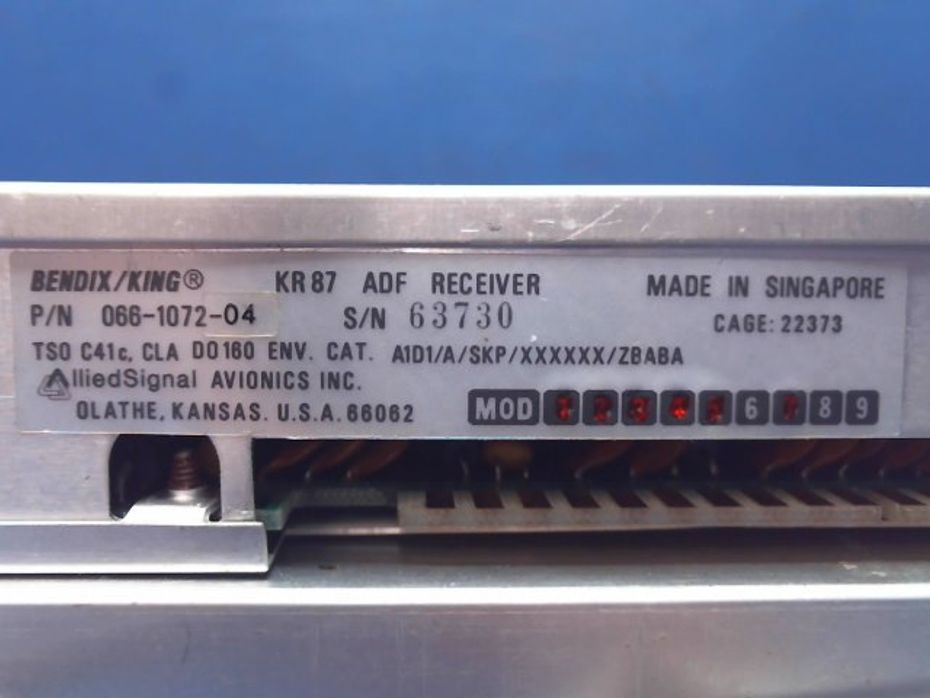 BENDIX/KING® KR 87 ADF RECEIVER MADE IN SINGAPORE
P/N 066-1072-04 S/N 63730 CAGE: 22373
TSO C41c, CLA DO160 ENV. CAT. A1D1/A/SKP/XXXXXX/ZBABA
AlliedSignal AVIONICS INC.
OLATHE, KANSAS. U.S.A. 66062 MOD 1 2 3 4 5 6 7 8 9